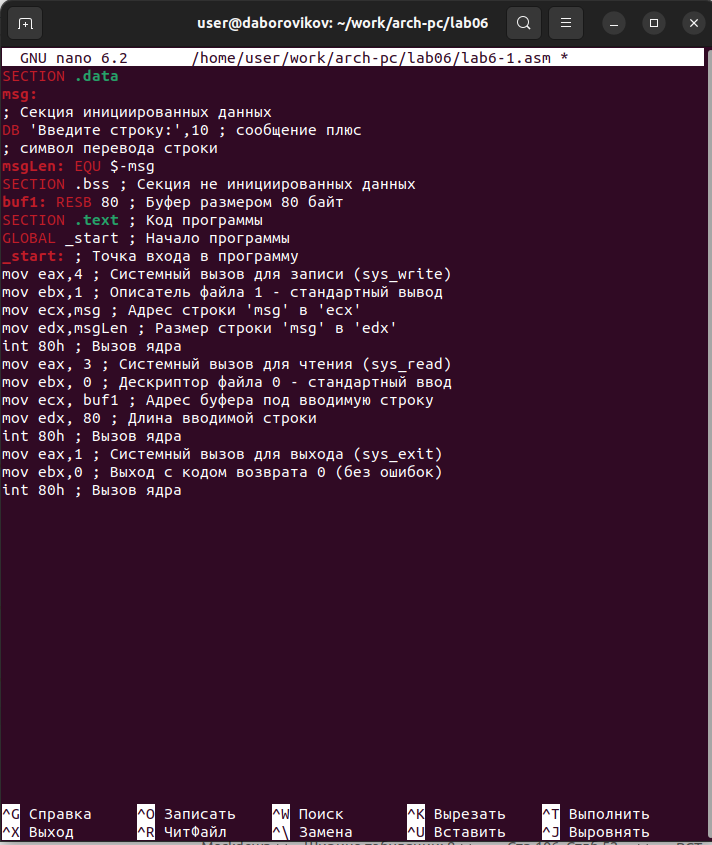 user@daborovikov: ~/work/arch-pc/lab06
GNU nano 6.2 /home/user/work/arch-pc/lab06/lab6-1.asm *
SECTION .data
msg:
; Секция инициированных данных
DB 'Введите строку:',10 ; сообщение плюс
; символ перевода строки
msgLen: EQU $-msg
SECTION .bss ; Секция не инициированных данных
buf1: RESB 80 ; Буфер размером 80 байт
SECTION .text ; Код программы
GLOBAL _start ; Начало программы
_start: ; Точка входа в программу
mov eax,4 ; Системный вызов для записи (sys_write)
mov ebx,1 ; Описатель файла 1 - стандартный вывод
mov ecx,msg ; Адрес строки 'msg' в 'ecx'
mov edx,msgLen ; Размер строки 'msg' в 'edx'
int 80h ; Вызов ядра
mov eax, 3 ; Системный вызов для чтения (sys_read)
mov ebx, 0 ; Дескриптор файла 0 - стандартный ввод
mov ecx, buf1 ; Адрес буфера под вводимую строку
mov edx, 80 ; Длина вводимой строки
int 80h ; Вызов ядра
mov eax,1 ; Системный вызов для выхода (sys_exit)
mov ebx,0 ; Выход с кодом возврата 0 (без ошибок)
int 80h ; Вызов ядра
^G Справка ^O Записать ^W Поиск ^K Вырезать ^T Выполнить
^X Выход ^R ЧитФайл ^\ Замена ^U Вставить ^J Выровнять